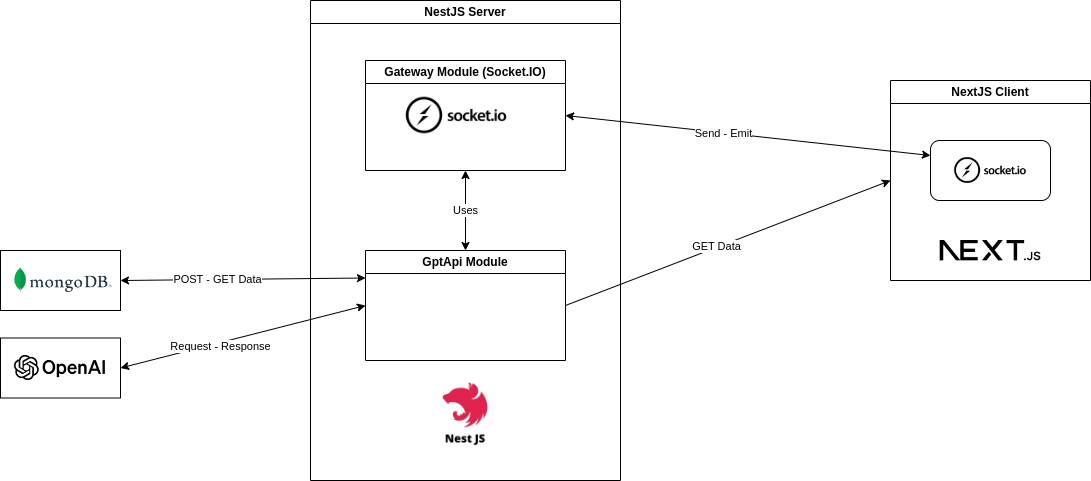 NestJS Server
Gateway Module (Socket.IO)
socket.io
NextJS Client
Send - Emit
socket.io
Uses
GET Data
NEXT.JS
GptApi Module
mongoDB
POST - GET Data
Request - Response
OpenAI
Nest JS